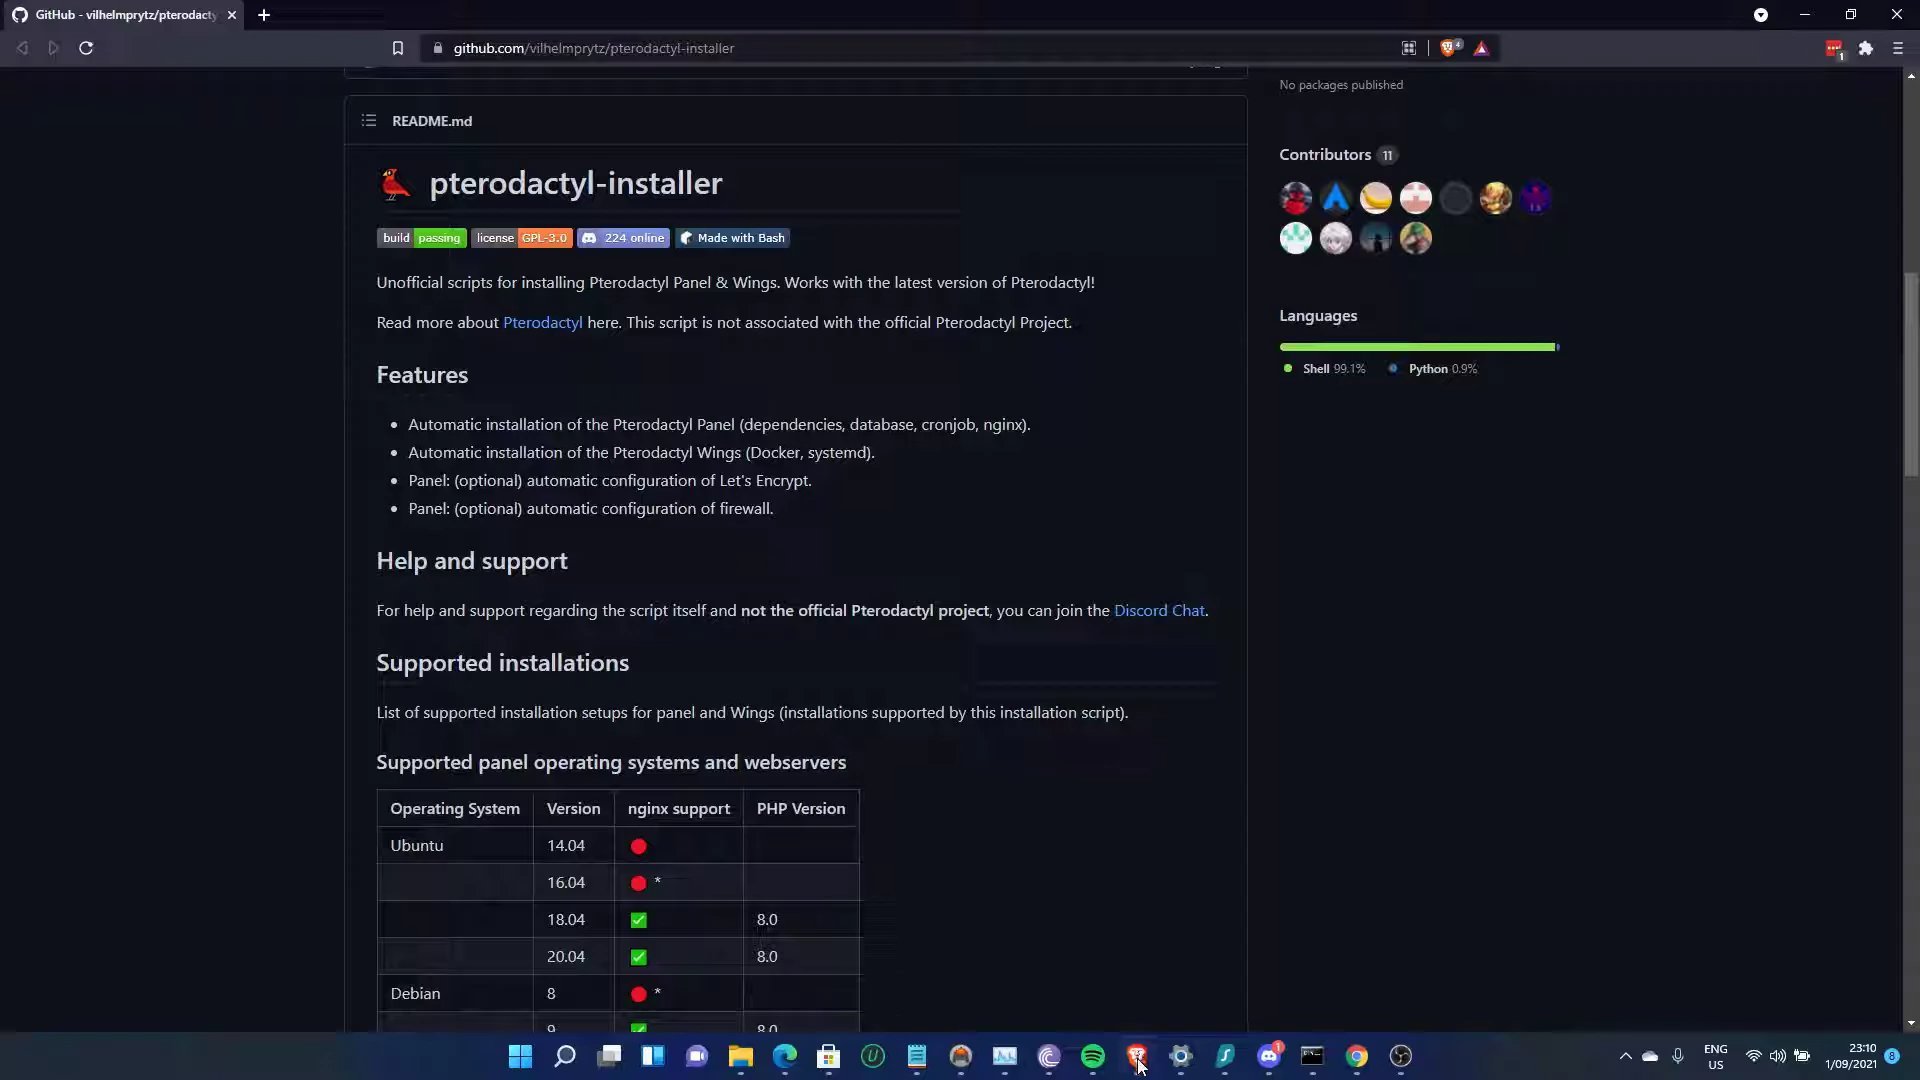 GitHub - vilhelmprytz/pterodacty
github.com/vilhelmprytz/pterodactyl-installer
4
1
No packages published
README.md
Contributors 11
pterodactyl-installer
build passing license GPL-3.0 224 online Made with Bash
Unofficial scripts for installing Pterodactyl Panel & Wings. Works with the latest version of Pterodactyl!
Read more about Pterodactyl here. This script is not associated with the official Pterodactyl Project.
Languages
Shell 99.1% Python 0.9%
Features
Automatic installation of the Pterodactyl Panel (dependencies, database, cronjob, nginx).
Automatic installation of the Pterodactyl Wings (Docker, systemd).
Panel: (optional) automatic configuration of Let's Encrypt.
Panel: (optional) automatic configuration of firewall.
Help and support
For help and support regarding the script itself and not the official Pterodactyl project, you can join the Discord Chat.
Supported installations
List of supported installation setups for panel and Wings (installations supported by this installation script).
Supported panel operating systems and webservers
Operating System Version nginx support PHP Version
Ubuntu 14.04
16.04 *
18.04 8.0
20.04 8.0
Debian 8 *
9 8.0
1
ENG
US
23:10
1/09/2021
8